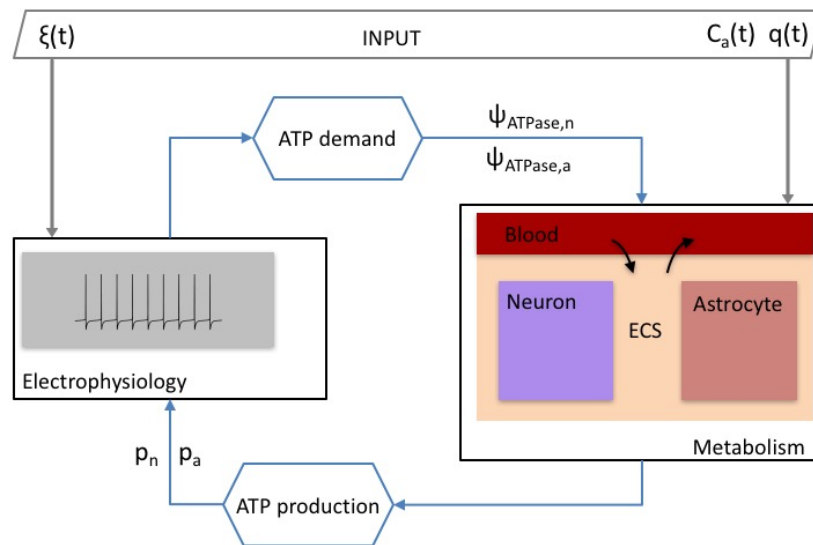 ξ(t) INPUT Cₐ(t) q(t)
ATP demand
ψATPase,n
ψATPase,a
Blood
Neuron
ECS
Astrocyte
Electrophysiology
Metabolism
pₙ pₐ
ATP production